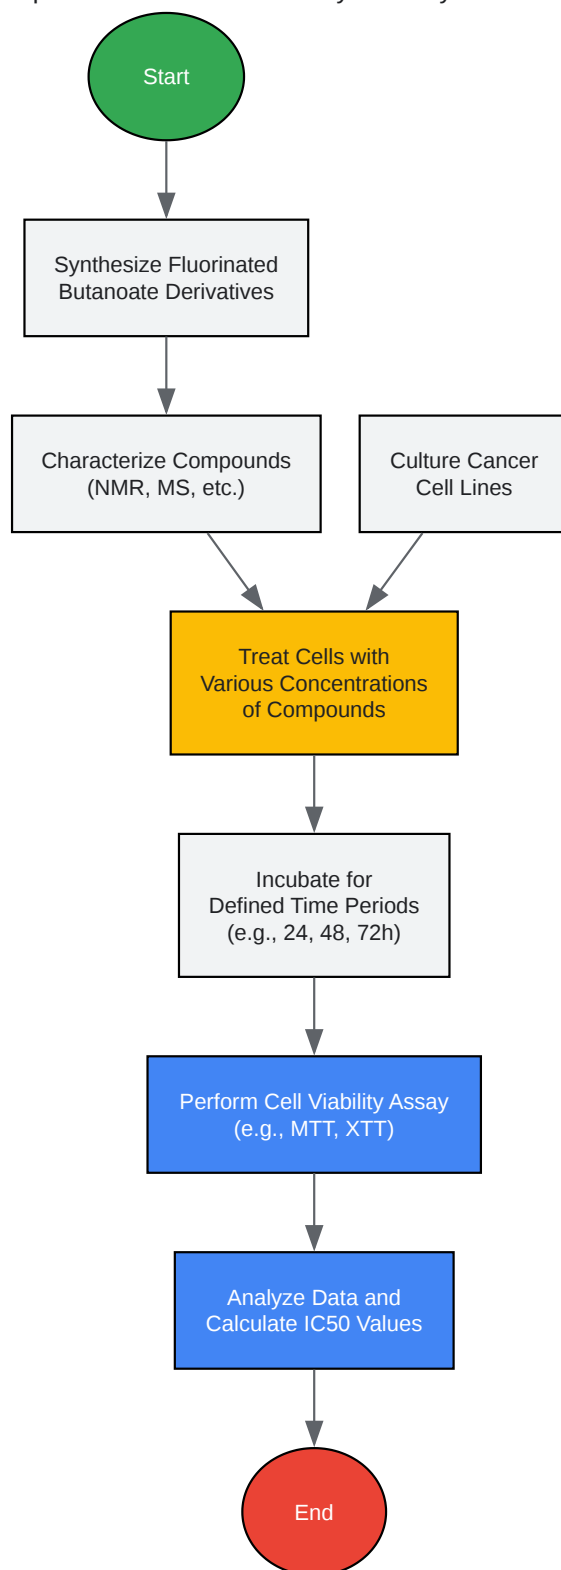 Start
Synthesize Fluorinated
Butanoate Derivatives
Characterize Compounds
(NMR, MS, etc.)
Culture Cancer
Cell Lines
Treat Cells with
Various Concentrations
of Compounds
Incubate for
Defined Time Periods
(e.g., 24, 48, 72h)
Perform Cell Viability Assay
(e.g., MTT, XTT)
Analyze Data and
Calculate IC50 Values
End